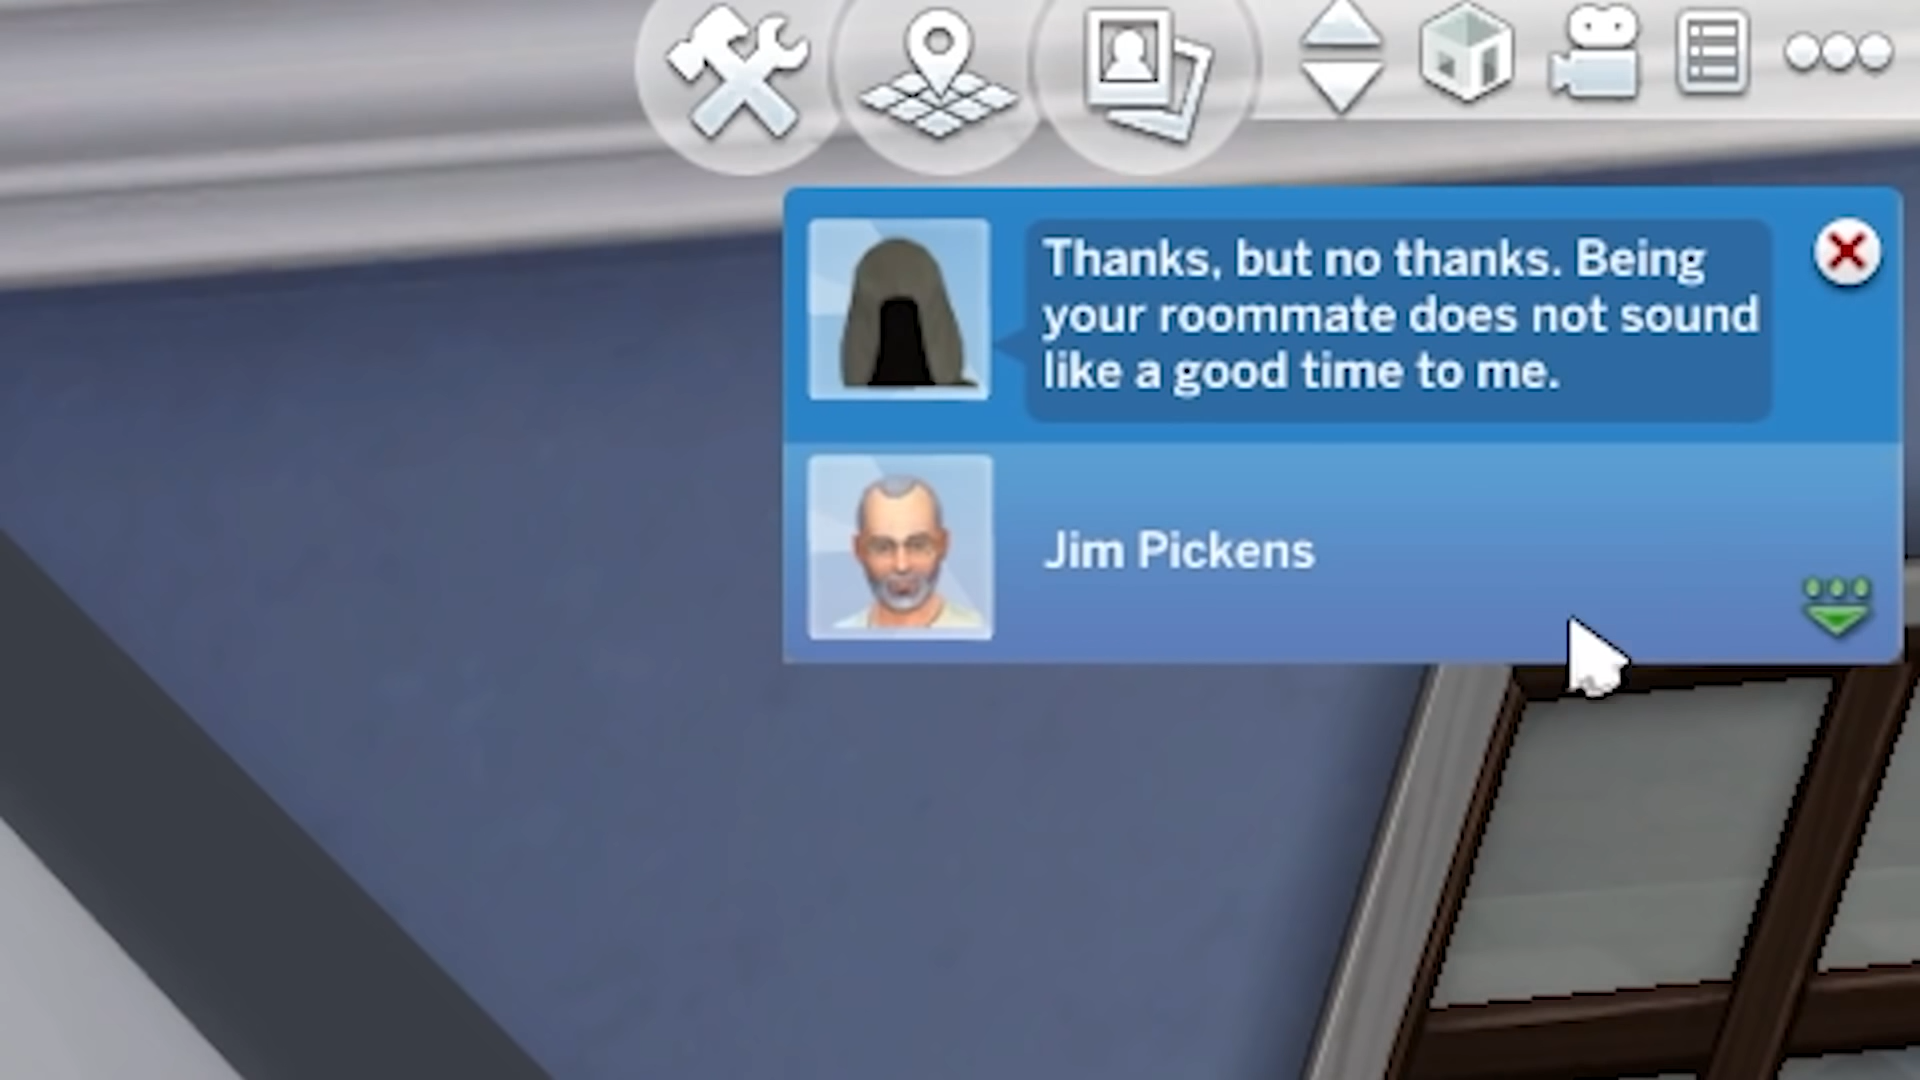 Thanks, but no thanks. Being
your roommate does not sound
like a good time to me.
Jim Pickens